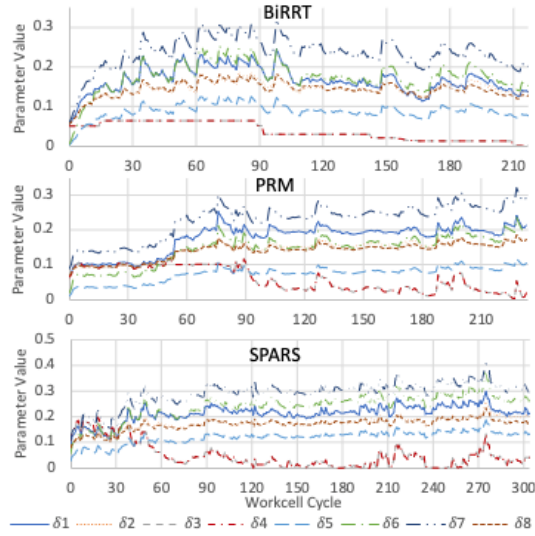 BiRRT
Parameter Value
0.3
0.2
0.1
0
0 30 60 90 120 150 180 210
PRM
Parameter Value
0.3
0.2
0.1
0
0 30 60 90 120 150 180 210
SPARS
Parameter Value
0.5
0.4
0.3
0.2
0.1
0
0 30 60 90 120 150 180 210 240 270 300
Workcell Cycle
δ1 δ2 δ3 δ4 δ5 δ6 δ7 δ8